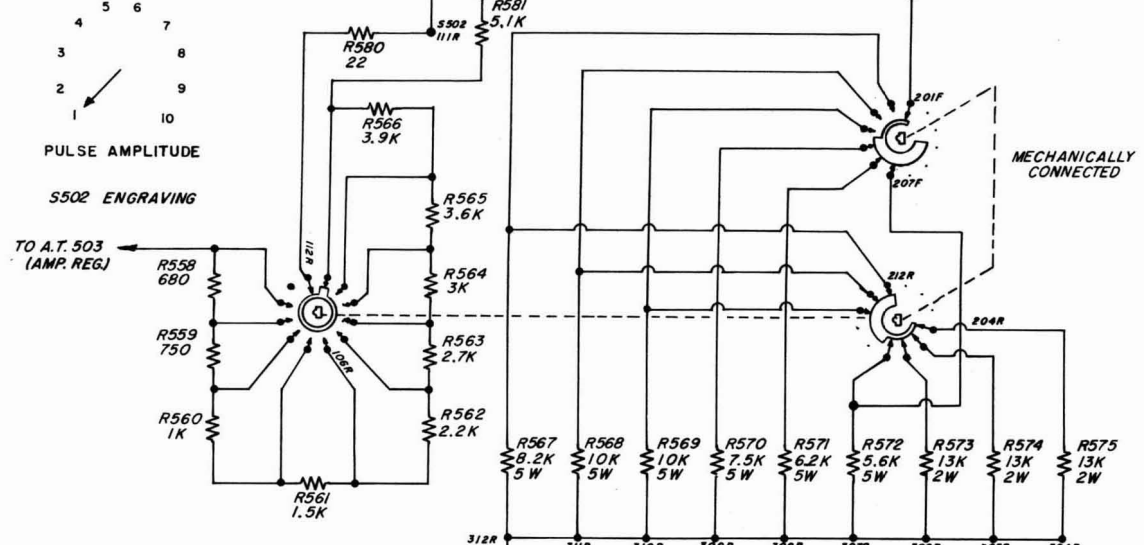 5 6
4 7
3 8
2 9
1 10
PULSE AMPLITUDE
S502 ENGRAVING
TO A.T. 503
(AMP. REG.)
R558
680
R559
750
R560
1K
R561
1.5K
R580
22
S502
111R
R581
5.1K
R566
3.9K
R565
3.6K
R564
3K
R563
2.7K
R562
2.2K
112R
106R
201F
207F
MECHANICALLY
CONNECTED
212R
204R
R567
8.2K
5W
R568
10K
5W
R569
10K
5W
R570
7.5K
5W
R571
6.2K
5W
R572
5.6K
5W
R573
13K
2W
R574
13K
2W
R575
13K
2W
312R